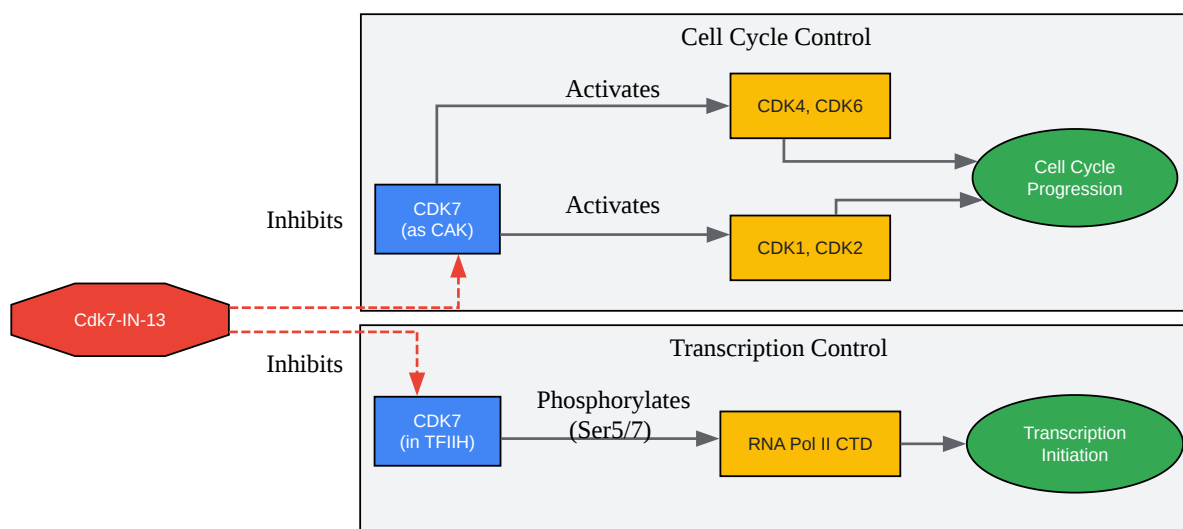 Cell Cycle Control
Activates
CDK4, CDK6
Cell Cycle
Progression
CDK7
(as CAK)
Activates
CDK1, CDK2
Inhibits
Cdk7-IN-13
Inhibits
Transcription Control
CDK7
(in TFIIH)
Phosphorylates
(Ser5/7)
RNA Pol II CTD
Transcription
Initiation